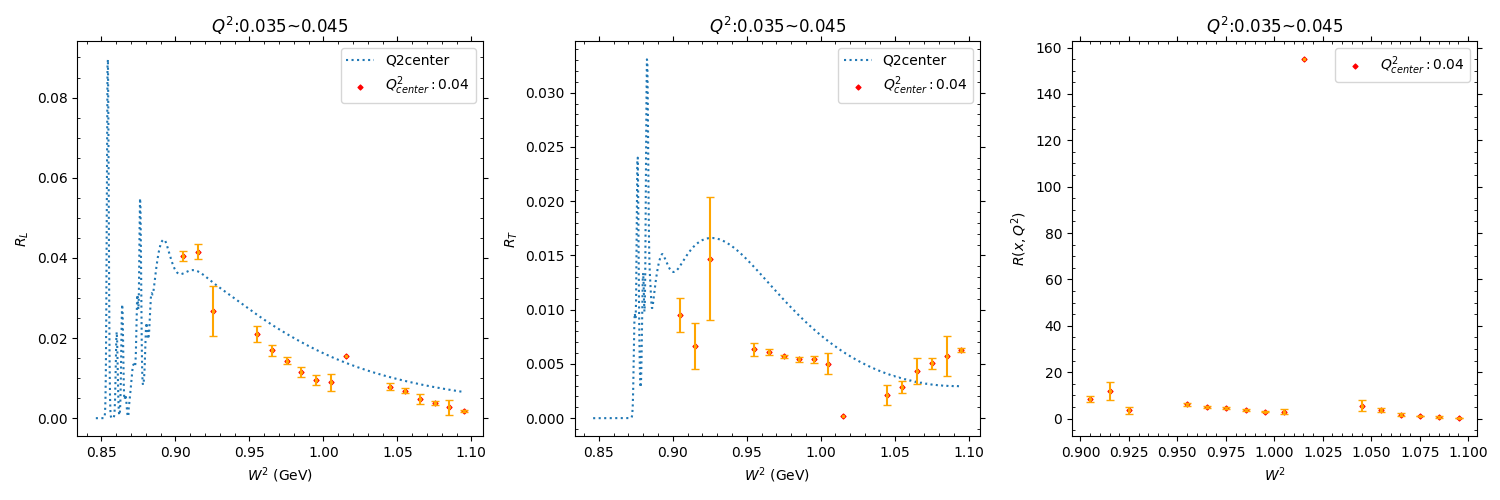 Q²:0.035~0.045
Q2center
Q²center : 0.04
R_L
0.08
0.06
0.04
0.02
0.00
0.85 0.90 0.95 1.00 1.05 1.10
W² (GeV)
Q²:0.035~0.045
Q2center
Q²center : 0.04
R_T
0.030
0.025
0.020
0.015
0.010
0.005
0.000
0.85 0.90 0.95 1.00 1.05 1.10
W² (GeV)
Q²:0.035~0.045
Q²center : 0.04
R(x, Q²)
160
140
120
100
80
60
40
20
0
0.900 0.925 0.950 0.975 1.000 1.025 1.050 1.075 1.100
W²